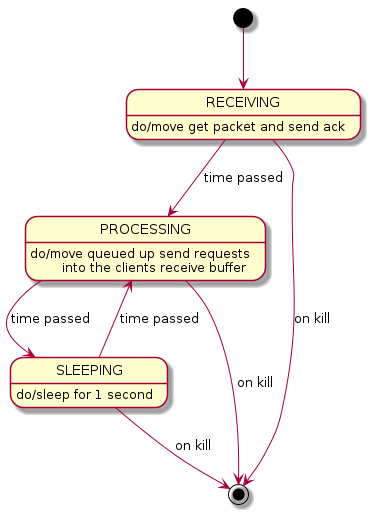 RECEIVING
do/move get packet and send ack
time passed
PROCESSING
do/move queued up send requests
into the clients receive buffer
on kill
time passed
time passed
SLEEPING
do/sleep for 1 second
on kill
on kill